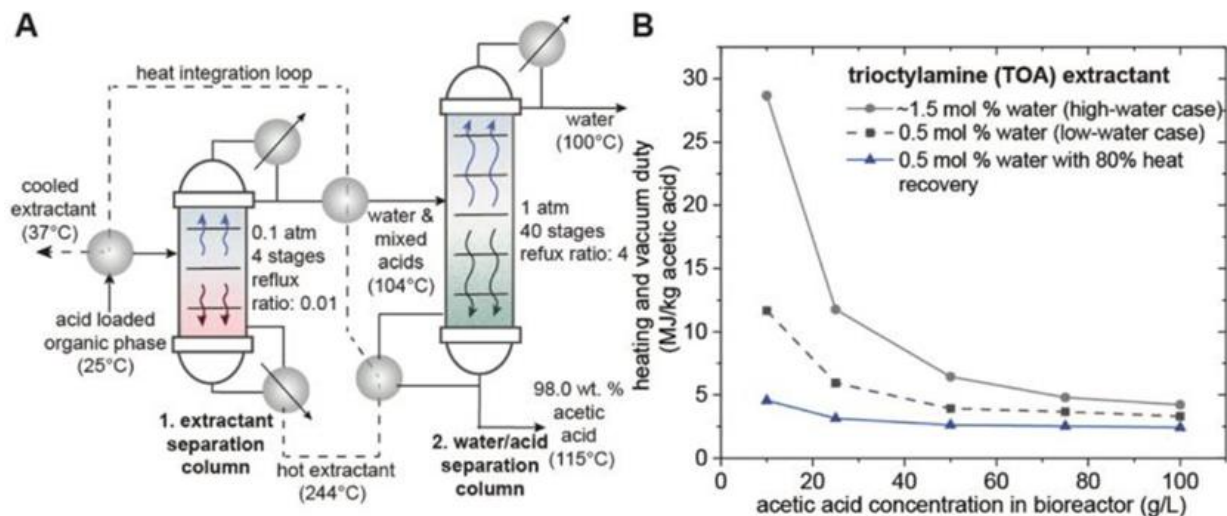 A
heat integration loop
cooled
extractant
(37°C)
acid loaded
organic phase
(25°C)
0.1 atm
4 stages
reflux
ratio: 0.01
1. extractant
separation
column
water &
mixed
acids
(104°C)
hot extractant
(244°C)
water
(100°C)
1 atm
40 stages
refux ratio: 4
98.0 wt. %
acetic
acid
(115°C)
2. water/acid
separation
column
B
heating and vacuum duty
(MJ/kg acetic acid)
30
25
20
15
10
5
0
trioctylamine (TOA) extractant
~1.5 mol % water (high-water case)
0.5 mol % water (low-water case)
0.5 mol % water with 80% heat
recovery
0 20 40 60 80 100
acetic acid concentration in bioreactor (g/L)